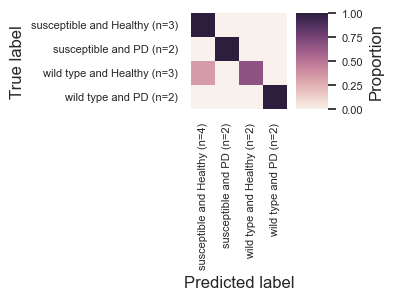 True label
susceptible and Healthy (n=3)
susceptible and PD (n=2)
wild type and Healthy (n=3)
wild type and PD (n=2)
1.00
0.75
0.50
0.25
0.00
Proportion
susceptible and Healthy (n=4)
susceptible and PD (n=2)
wild type and Healthy (n=2)
wild type and PD (n=2)
Predicted label